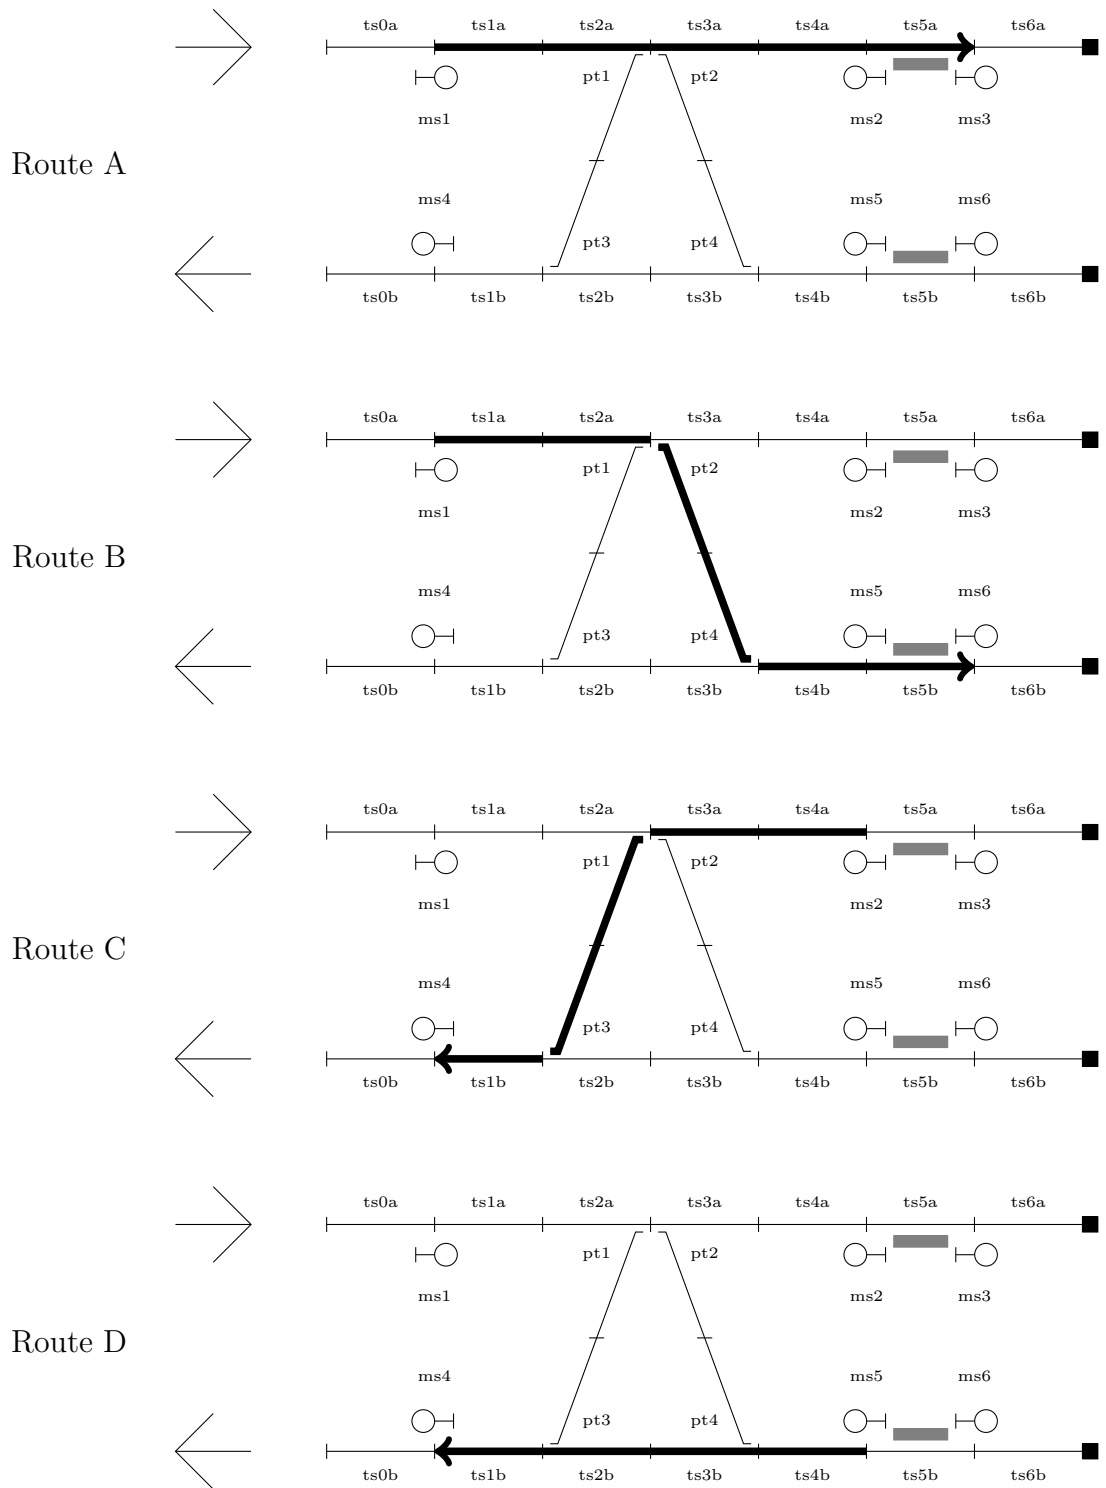 ts0a ts1a ts2a ts3a ts4a ts5a ts6a
pt1 pt2
ms1 ms2 ms3
Route A
ms4 ms5 ms6
pt3 pt4
ts0b ts1b ts2b ts3b ts4b ts5b ts6b
ts0a ts1a ts2a ts3a ts4a ts5a ts6a
pt1 pt2
ms1 ms2 ms3
Route B
ms4 ms5 ms6
pt3 pt4
ts0b ts1b ts2b ts3b ts4b ts5b ts6b
ts0a ts1a ts2a ts3a ts4a ts5a ts6a
pt1 pt2
ms1 ms2 ms3
Route C
ms4 ms5 ms6
pt3 pt4
ts0b ts1b ts2b ts3b ts4b ts5b ts6b
ts0a ts1a ts2a ts3a ts4a ts5a ts6a
pt1 pt2
ms1 ms2 ms3
Route D
ms4 ms5 ms6
pt3 pt4
ts0b ts1b ts2b ts3b ts4b ts5b ts6b